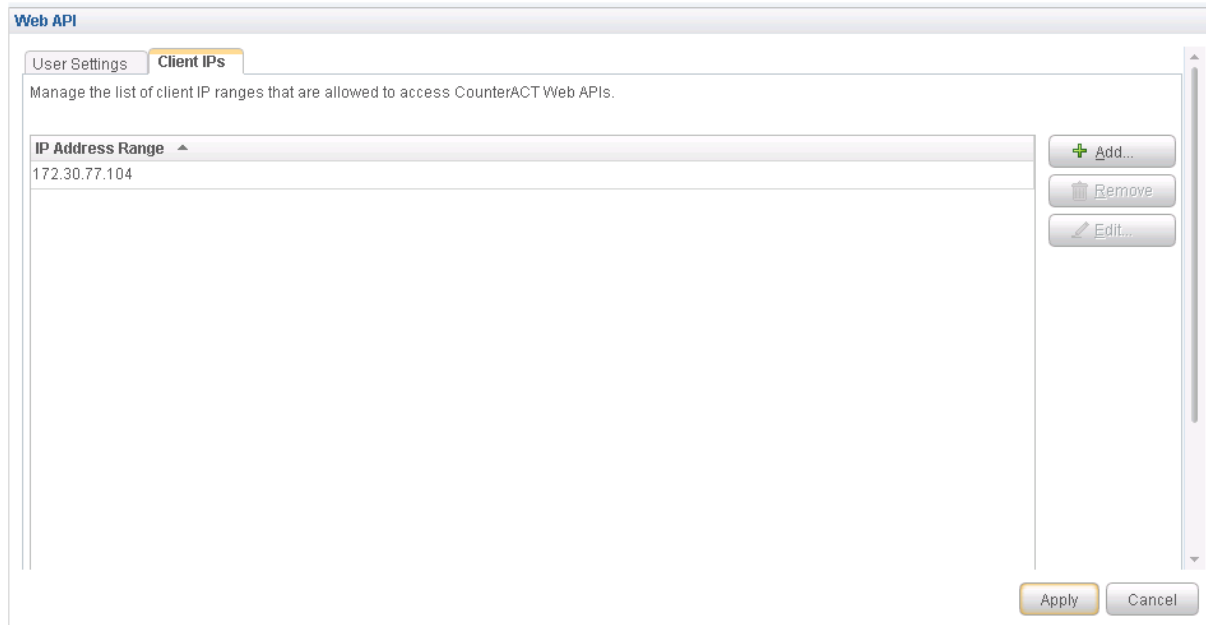 Web API
User Settings Client IPs
Manage the list of client IP ranges that are allowed to access CounterACT Web APIs.
IP Address Range
Add...
172.30.77.104
Remove
Edit...
Apply Cancel